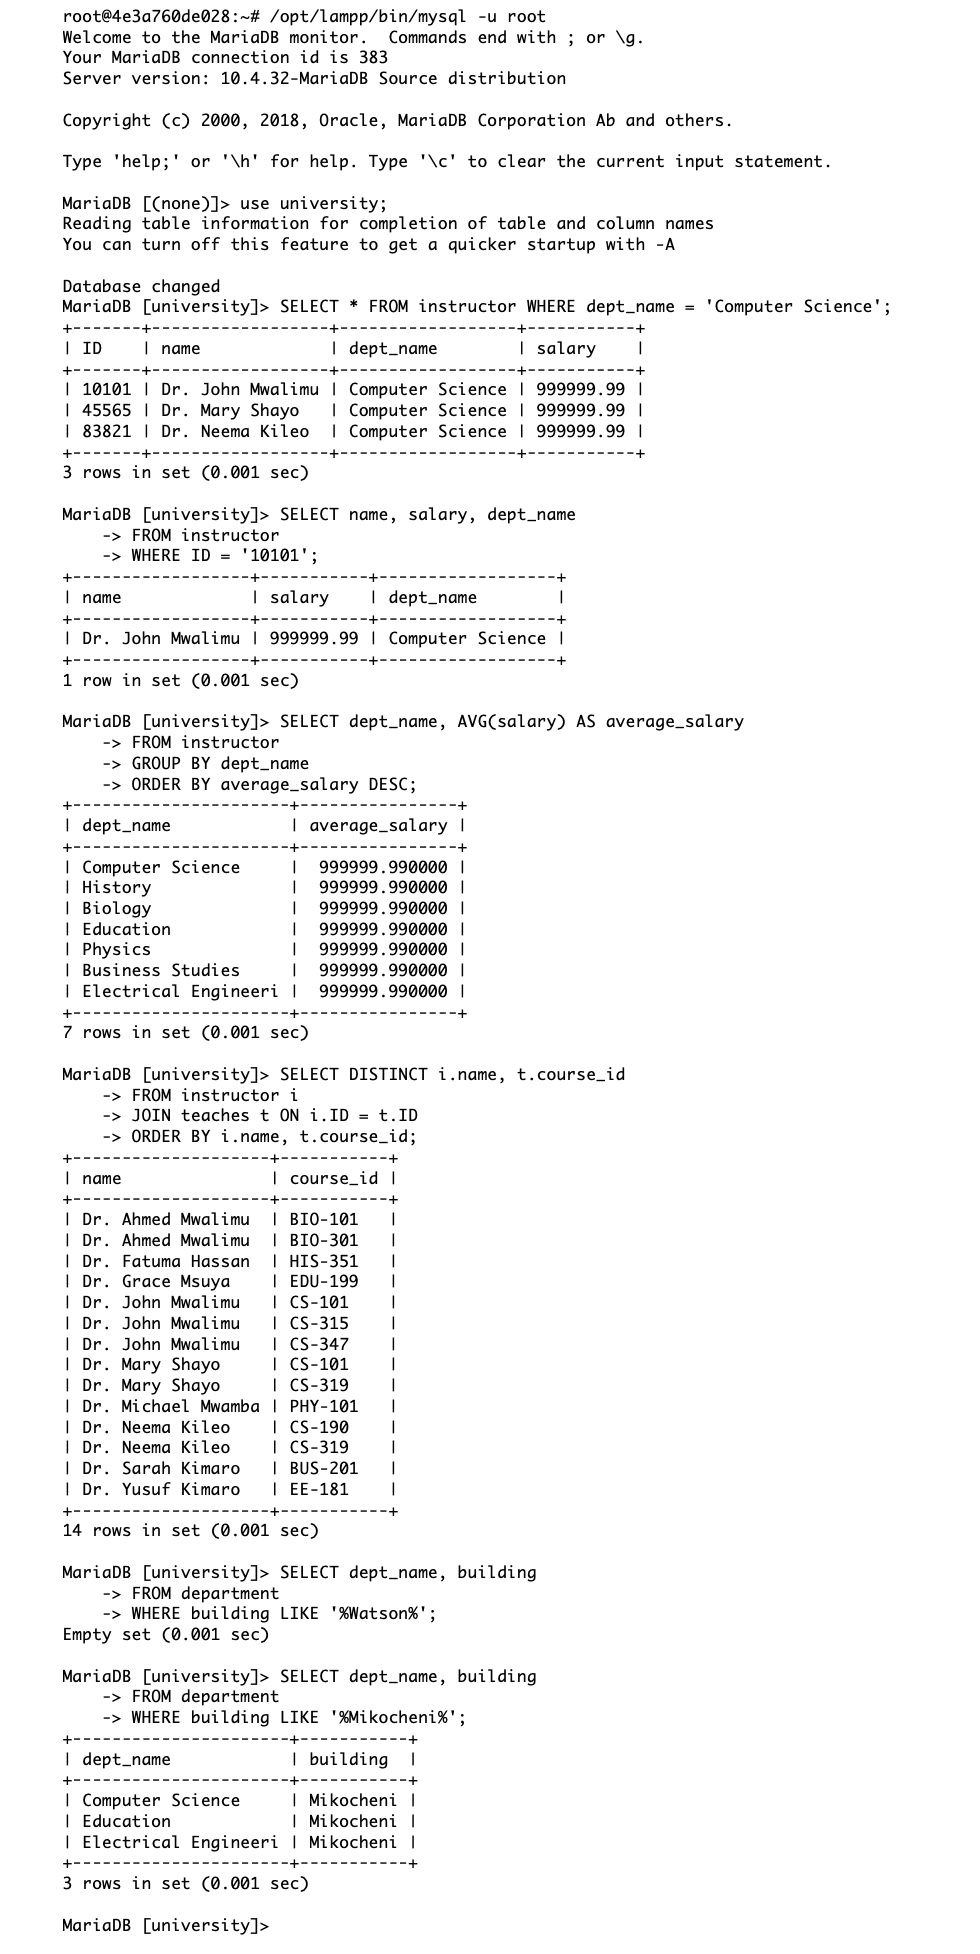 root@4e3a760de028:~# /opt/lampp/bin/mysql -u root
Welcome to the MariaDB monitor.  Commands end with ; or \g.
Your MariaDB connection id is 383
Server version: 10.4.32-MariaDB Source distribution

Copyright (c) 2000, 2018, Oracle, MariaDB Corporation Ab and others.

Type 'help;' or '\h' for help. Type '\c' to clear the current input statement.

MariaDB [(none)]> use university;
Reading table information for completion of table and column names
You can turn off this feature to get a quicker startup with -A

Database changed
MariaDB [university]> SELECT * FROM instructor WHERE dept_name = 'Computer Science';
+-------+------------------+------------------+-----------+
| ID    | name             | dept_name        | salary    |
+-------+------------------+------------------+-----------+
| 10101 | Dr. John Mwalimu | Computer Science | 999999.99 |
| 45565 | Dr. Mary Shayo   | Computer Science | 999999.99 |
| 83821 | Dr. Neema Kileo  | Computer Science | 999999.99 |
+-------+------------------+------------------+-----------+
3 rows in set (0.001 sec)

MariaDB [university]> SELECT name, salary, dept_name
    -> FROM instructor
    -> WHERE ID = '10101';
+------------------+-----------+------------------+
| name             | salary    | dept_name        |
+------------------+-----------+------------------+
| Dr. John Mwalimu | 999999.99 | Computer Science |
+------------------+-----------+------------------+
1 row in set (0.001 sec)

MariaDB [university]> SELECT dept_name, AVG(salary) AS average_salary
    -> FROM instructor
    -> GROUP BY dept_name
    -> ORDER BY average_salary DESC;
+----------------------+----------------+
| dept_name            | average_salary |
+----------------------+----------------+
| Computer Science     |  999999.990000 |
| History              |  999999.990000 |
| Biology              |  999999.990000 |
| Education            |  999999.990000 |
| Physics              |  999999.990000 |
| Business Studies     |  999999.990000 |
| Electrical Engineeri |  999999.990000 |
+----------------------+----------------+
7 rows in set (0.001 sec)

MariaDB [university]> SELECT DISTINCT i.name, t.course_id
    -> FROM instructor i
    -> JOIN teaches t ON i.ID = t.ID
    -> ORDER BY i.name, t.course_id;
+--------------------+-----------+
| name               | course_id |
+--------------------+-----------+
| Dr. Ahmed Mwalimu  | BIO-101   |
| Dr. Ahmed Mwalimu  | BIO-301   |
| Dr. Fatuma Hassan  | HIS-351   |
| Dr. Grace Msuya    | EDU-199   |
| Dr. John Mwalimu   | CS-101    |
| Dr. John Mwalimu   | CS-315    |
| Dr. John Mwalimu   | CS-347    |
| Dr. Mary Shayo     | CS-101    |
| Dr. Mary Shayo     | CS-319    |
| Dr. Michael Mwamba | PHY-101   |
| Dr. Neema Kileo    | CS-190    |
| Dr. Neema Kileo    | CS-319    |
| Dr. Sarah Kimaro   | BUS-201   |
| Dr. Yusuf Kimaro   | EE-181    |
+--------------------+-----------+
14 rows in set (0.001 sec)

MariaDB [university]> SELECT dept_name, building
    -> FROM department
    -> WHERE building LIKE '%Watson%';
Empty set (0.001 sec)

MariaDB [university]> SELECT dept_name, building
    -> FROM department
    -> WHERE building LIKE '%Mikocheni%';
+----------------------+-----------+
| dept_name            | building  |
+----------------------+-----------+
| Computer Science     | Mikocheni |
| Education            | Mikocheni |
| Electrical Engineeri | Mikocheni |
+----------------------+-----------+
3 rows in set (0.001 sec)

MariaDB [university]>